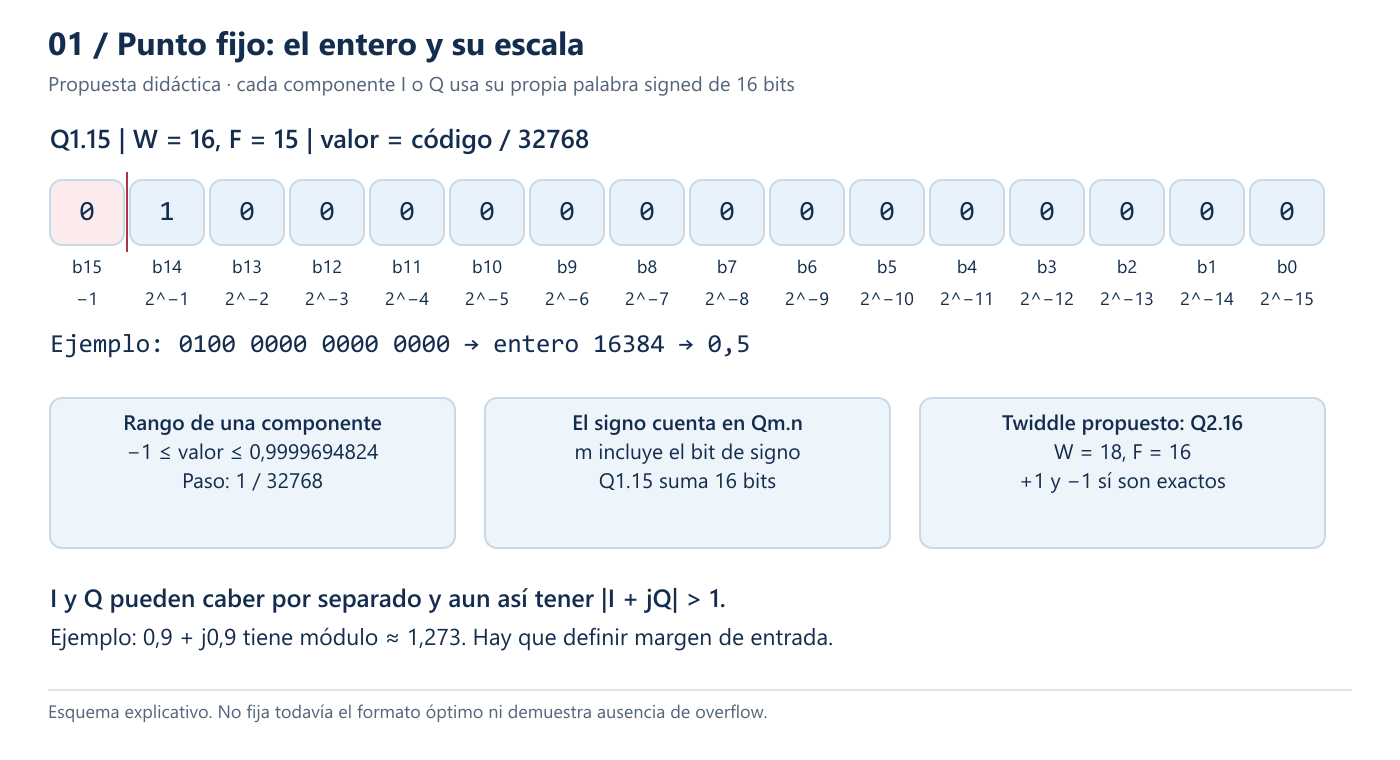 01 / Punto fijo: el entero y su escala
Propuesta didáctica · cada componente I o Q usa su propia palabra signed de 16 bits
Q1.15 | W = 16, F = 15 | valor = código / 32768
0 1 0 0 0 0 0 0 0 0 0 0 0 0 0 0
b15 b14 b13 b12 b11 b10 b9 b8 b7 b6 b5 b4 b3 b2 b1 b0
−1 2^−1 2^−2 2^−3 2^−4 2^−5 2^−6 2^−7 2^−8 2^−9 2^−10 2^−11 2^−12 2^−13 2^−14 2^−15
Ejemplo: 0100 0000 0000 0000 → entero 16384 → 0,5
Rango de una componente
−1 ≤ valor ≤ 0,9999694824
Paso: 1 / 32768
El signo cuenta en Qm.n
m incluye el bit de signo
Q1.15 suma 16 bits
Twiddle propuesto: Q2.16
W = 18, F = 16
+1 y −1 sí son exactos
I y Q pueden caber por separado y aun así tener |I + jQ| > 1.
Ejemplo: 0,9 + j0,9 tiene módulo ≈ 1,273. Hay que definir margen de entrada.
Esquema explicativo. No fija todavía el formato óptimo ni demuestra ausencia de overflow.